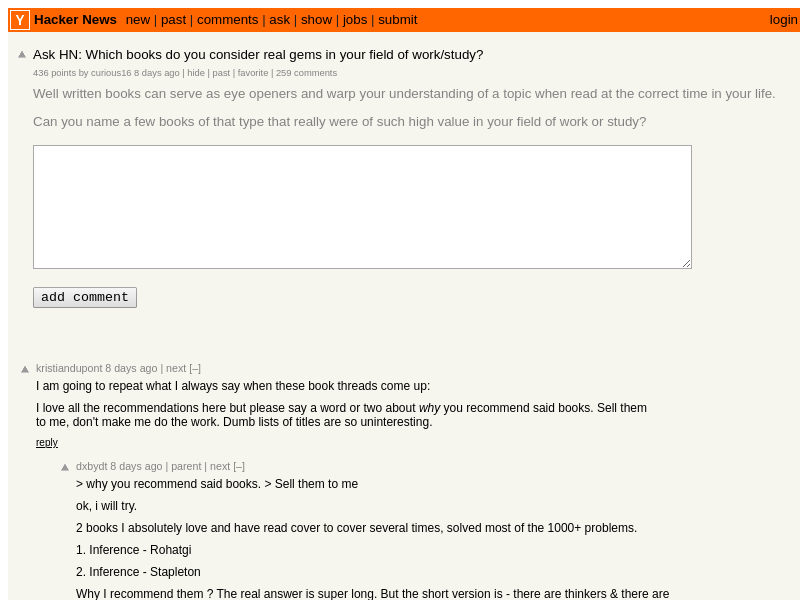 Y Hacker News new | past | comments | ask | show | jobs | submit login
Ask HN: Which books do you consider real gems in your field of work/study?
436 points by curious16 8 days ago | hide | past | favorite | 259 comments
Well written books can serve as eye openers and warp your understanding of a topic when read at the correct time in your life.
Can you name a few books of that type that really were of such high value in your field of work or study?
add comment
kristiandupont 8 days ago | next [–]
I am going to repeat what I always say when these book threads come up:
I love all the recommendations here but please say a word or two about why you recommend said books. Sell them
to me, don't make me do the work. Dumb lists of titles are so uninteresting.
reply
dxbydt 8 days ago | parent | next [–]
> why you recommend said books. > Sell them to me
ok, i will try.
2 books I absolutely love and have read cover to cover several times, solved most of the 1000+ problems.
1. Inference - Rohatgi
2. Inference - Stapleton
Why I recommend them ? The real answer is super long. But the short version is - there are thinkers & there are